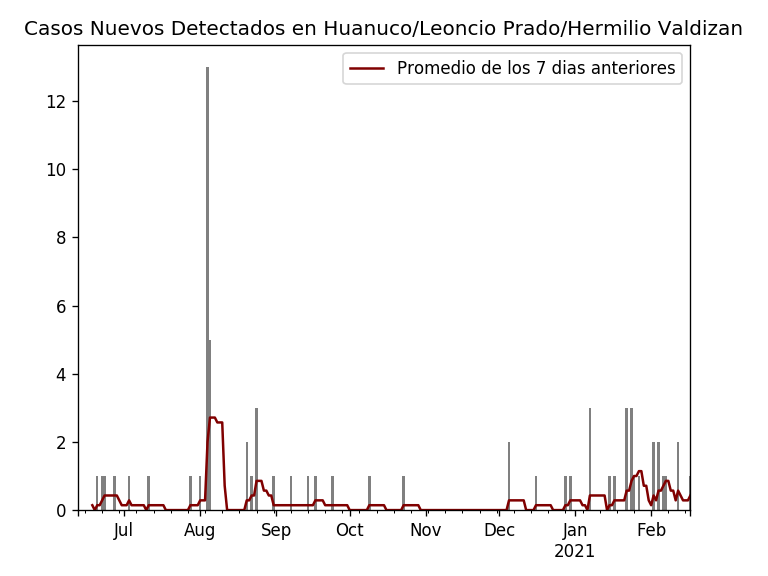 Casos Nuevos Detectados en Huanuco/Leoncio Prado/Hermilio Valdizan
Promedio de los 7 dias anteriores
12
10
8
6
4
2
0
Jul Aug Sep Oct Nov Dec Jan Feb
2021